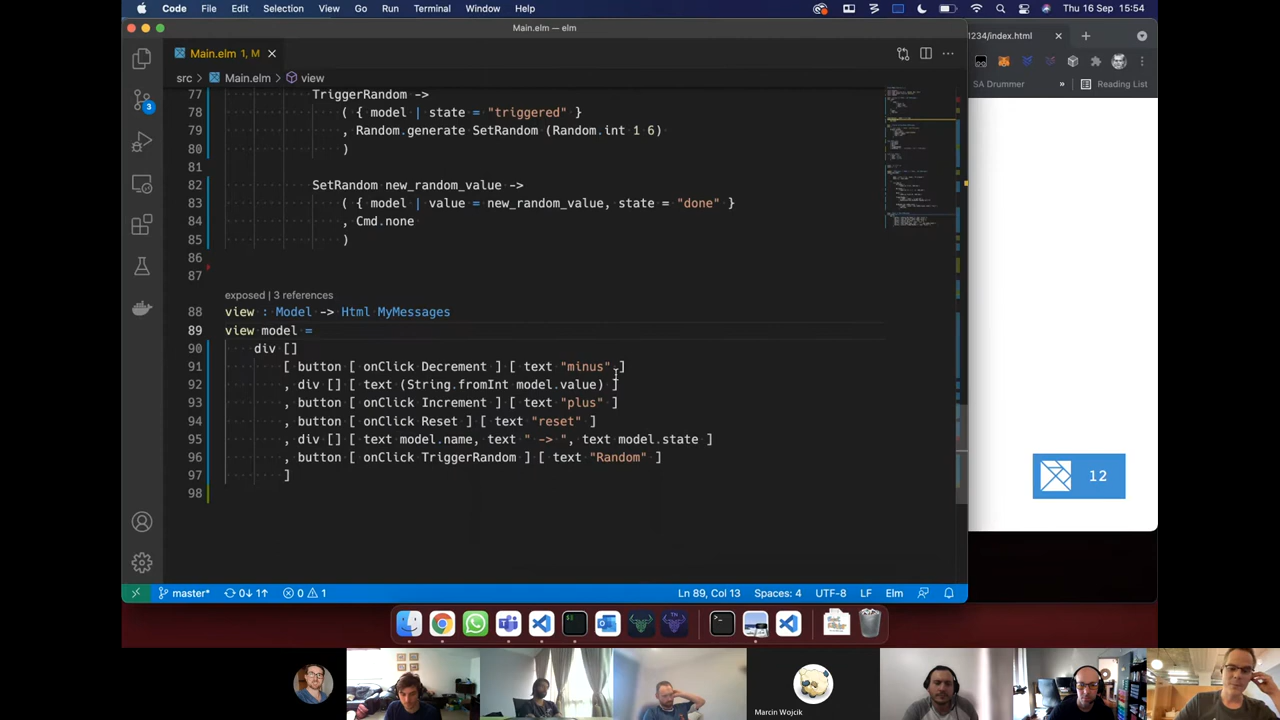 Code File Edit Selection View Go Run Terminal Window Help Thu 16 Sep 15:54
Main.elm — elm
Main.elm 1, M
src > Main.elm > view
77 TriggerRandom ->
78 ( { model | state = "triggered" }
79 , Random.generate SetRandom (Random.int 1 6)
80 )
81
82 SetRandom new_random_value ->
83 ( { model | value = new_random_value, state = "done" }
84 , Cmd.none
85 )
86
87
exposed | 3 references
88 view : Model -> Html MyMessages
89 view model =
90 div []
91 [ button [ onClick Decrement ] [ text "minus" ]
92 , div [] [ text (String.fromInt model.value) ]
93 , button [ onClick Increment ] [ text "plus" ]
94 , button [ onClick Reset ] [ text "reset" ]
95 , div [] [ text model.name, text " -> ", text model.state ]
96 , button [ onClick TriggerRandom ] [ text "Random" ]
97 ]
98
3
master* 0↓ 1↑ 0 1 Ln 89, Col 13 Spaces: 4 UTF-8 LF Elm
1234/index.html
SA Drummer » Reading List
12
Marcin Wojcik